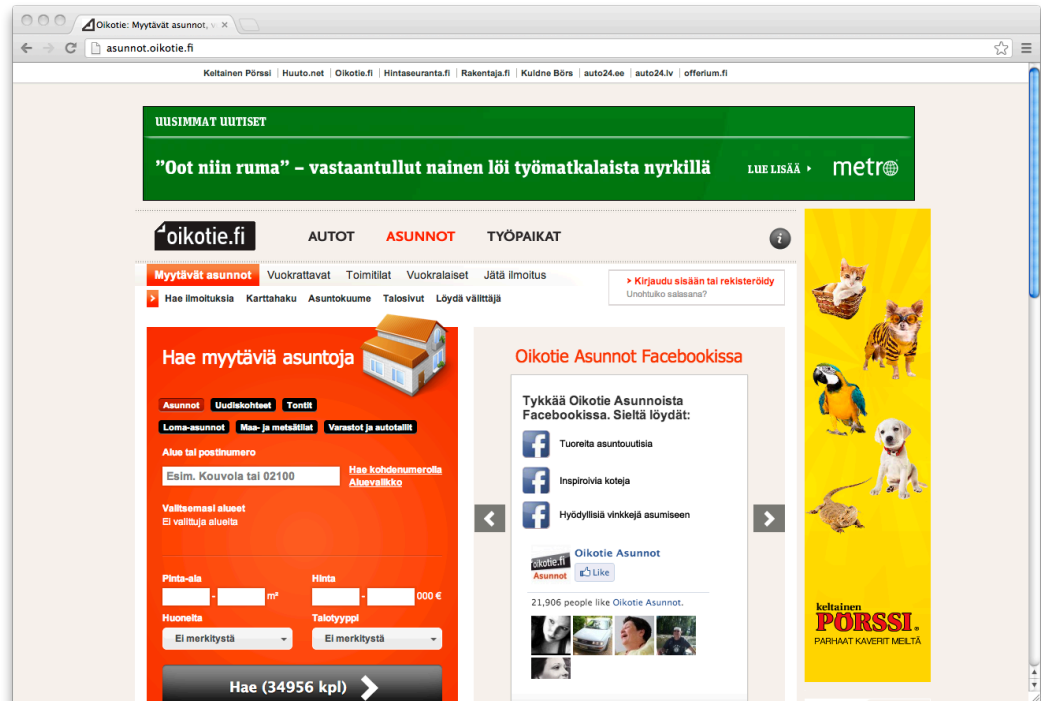 Oikotie: Myytävät asunnot, v
asunnot.oikotie.fi
Keltainen Pörssi | Huuto.net | Oikotie.fi | Hintaseuranta.fi | Rakentaja.fi | Kuldne Börs | auto24.ee | auto24.lv | offerium.fi
UUSIMMAT UUTISET
”Oot niin ruma” – vastaantullut nainen löi työmatkalaista nyrkillä LUE LISÄÄ metro
oikotie.fi AUTOT ASUNNOT TYÖPAIKAT i
Myytävät asunnot Vuokrattavat Toimitilat Vuokralaiset Jätä ilmoitus
> Kirjaudu sisään tai rekisteröidy
Unohtuiko salasana?
Hae ilmoituksia Karttahaku Asuntokuume Talosivut Löydä välittäjä
Hae myytäviä asuntoja
Asunnot Uudiskohteet Tontit
Loma-asunnot Maa- ja metsätilat Varastot ja autotallit
Alue tai postinumero
Esim. Kouvola tai 02100
Hae kohdenumerolla
Aluevalikko
Valitsemasi alueet
Ei valittuja alueita
Pinta-ala Hinta
- m² - 000 €
Huoneita Talotyyppi
Ei merkitystä Ei merkitystä
Hae (34956 kpl)
Oikotie Asunnot Facebookissa
Tykkää Oikotie Asunnoista
Facebookissa. Sieltä löydät:
Tuoreita asuntouutisia
Inspiroivia koteja
Hyödyllisiä vinkkejä asumiseen
oikotie.fi
Asunnot
Oikotie Asunnot
Like
21,906 people like Oikotie Asunnot.
keltainen
PÖRSSI.
PARHAAT KAVERIT MEILTÄ